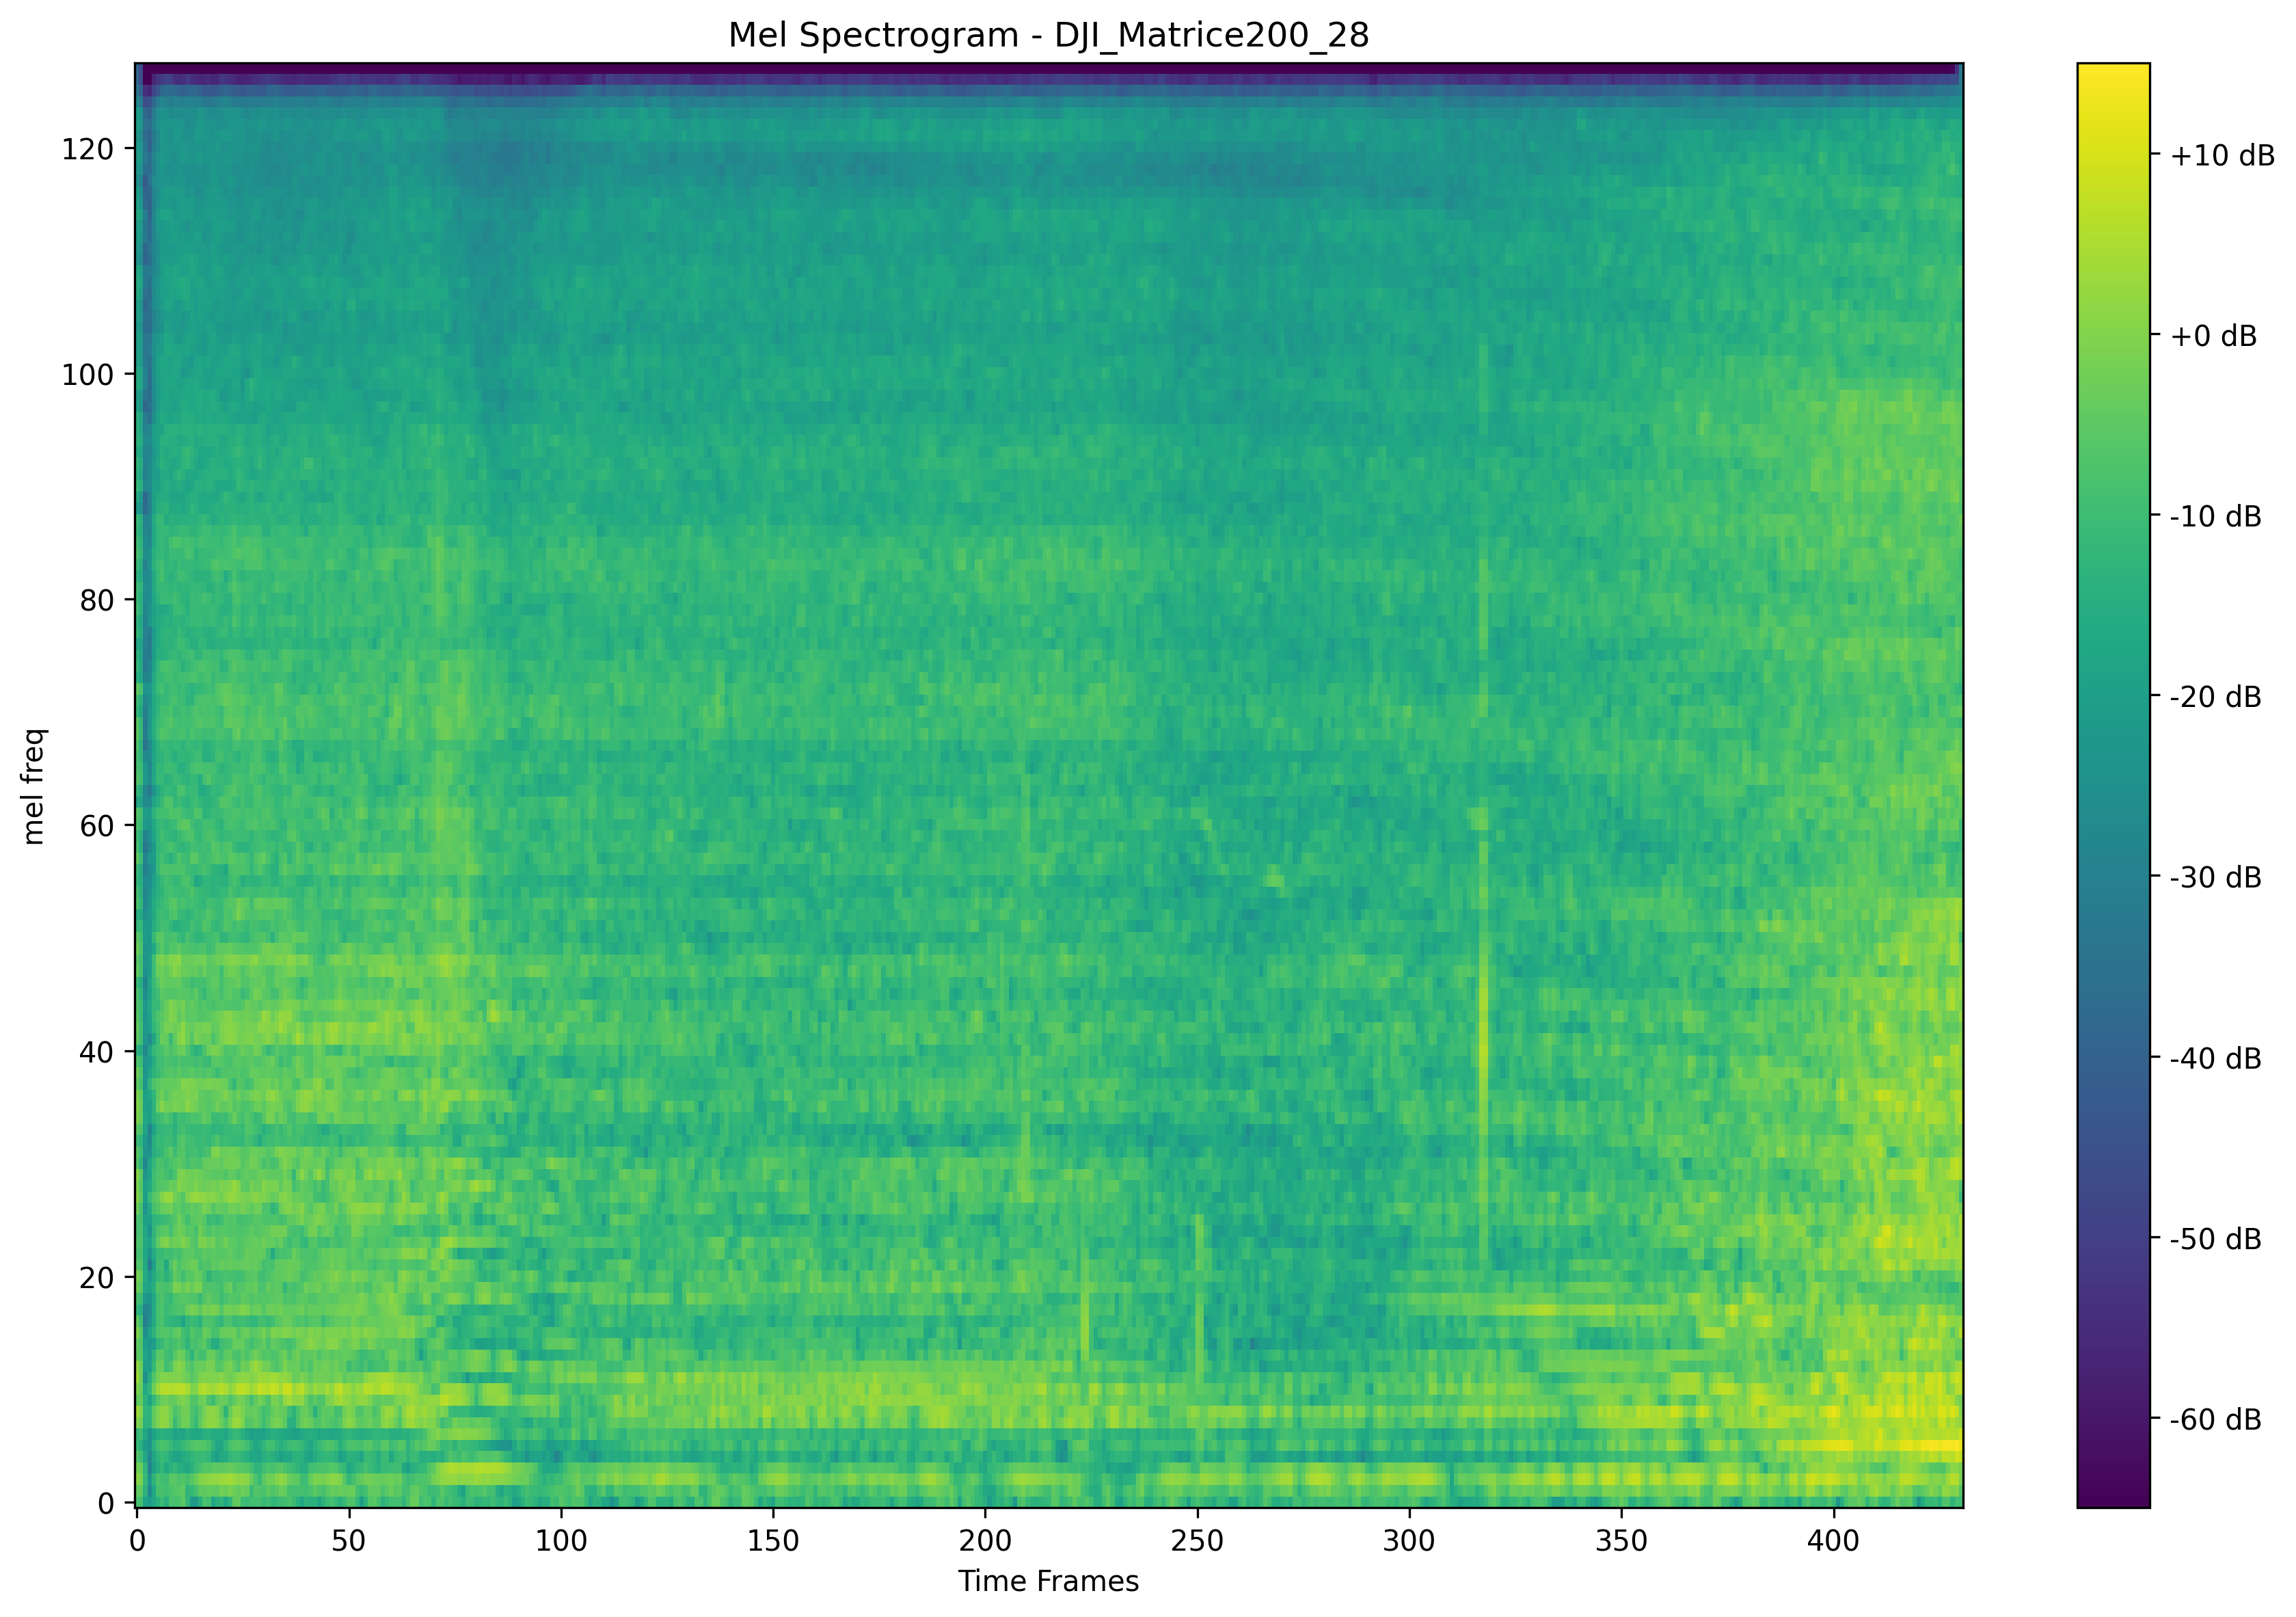 Mel Spectrogram - DJI_Matrice200_28
120
100
80
60
40
20
0
mel freq
0 50 100 150 200 250 300 350 400
Time Frames
+10 dB
+0 dB
-10 dB
-20 dB
-30 dB
-40 dB
-50 dB
-60 dB